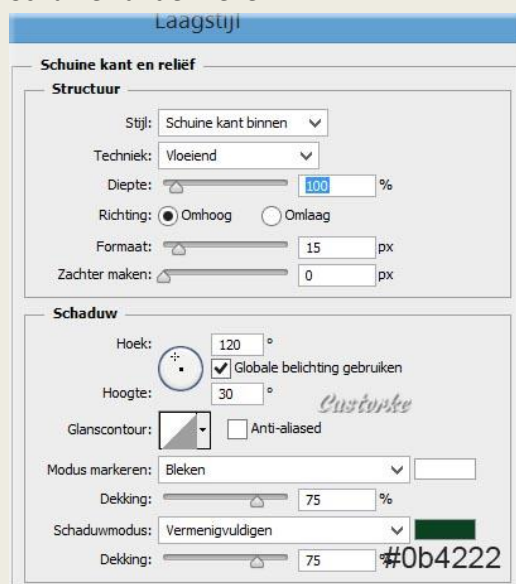 Laagstijl
Schuine kant en reliëf
Structuur
Stijl: Schuine kant binnen
Techniek: Vloeiend
Diepte: 100 %
Richting: Omhoog Omlaag
Formaat: 15 px
Zachter maken: 0 px
Schaduw
Hoek: 120 °
Globale belichting gebruiken
Hoogte: 30 °
Glanscontour: Anti-aliased
Modus markeren: Bleken
Dekking: 75 %
Schaduwmodus: Vermenigvuldigen
Dekking: 75 %
#0b4222